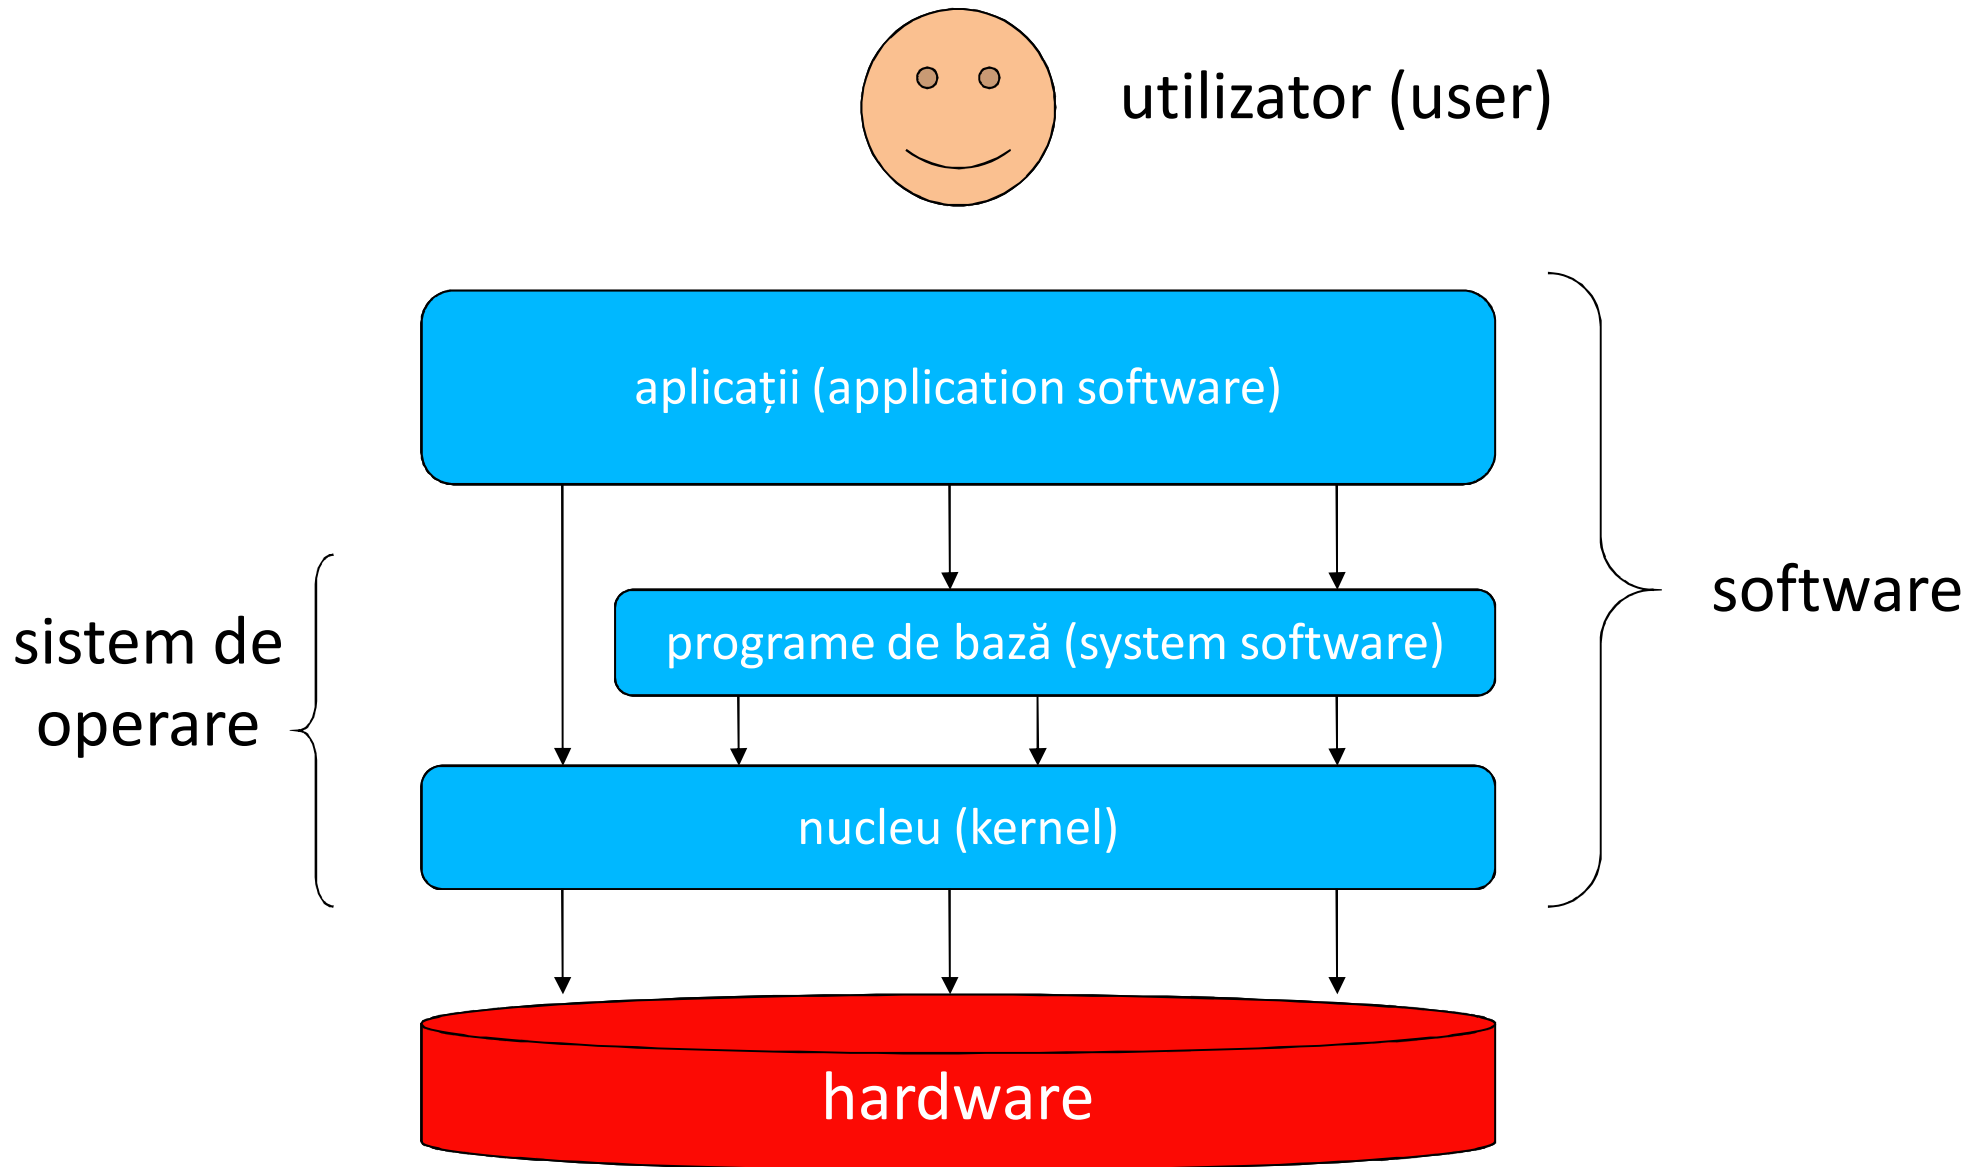 utilizator (user)
aplicații (application software)
sistem de
operare
programe de bază (system software)
software
nucleu (kernel)
hardware